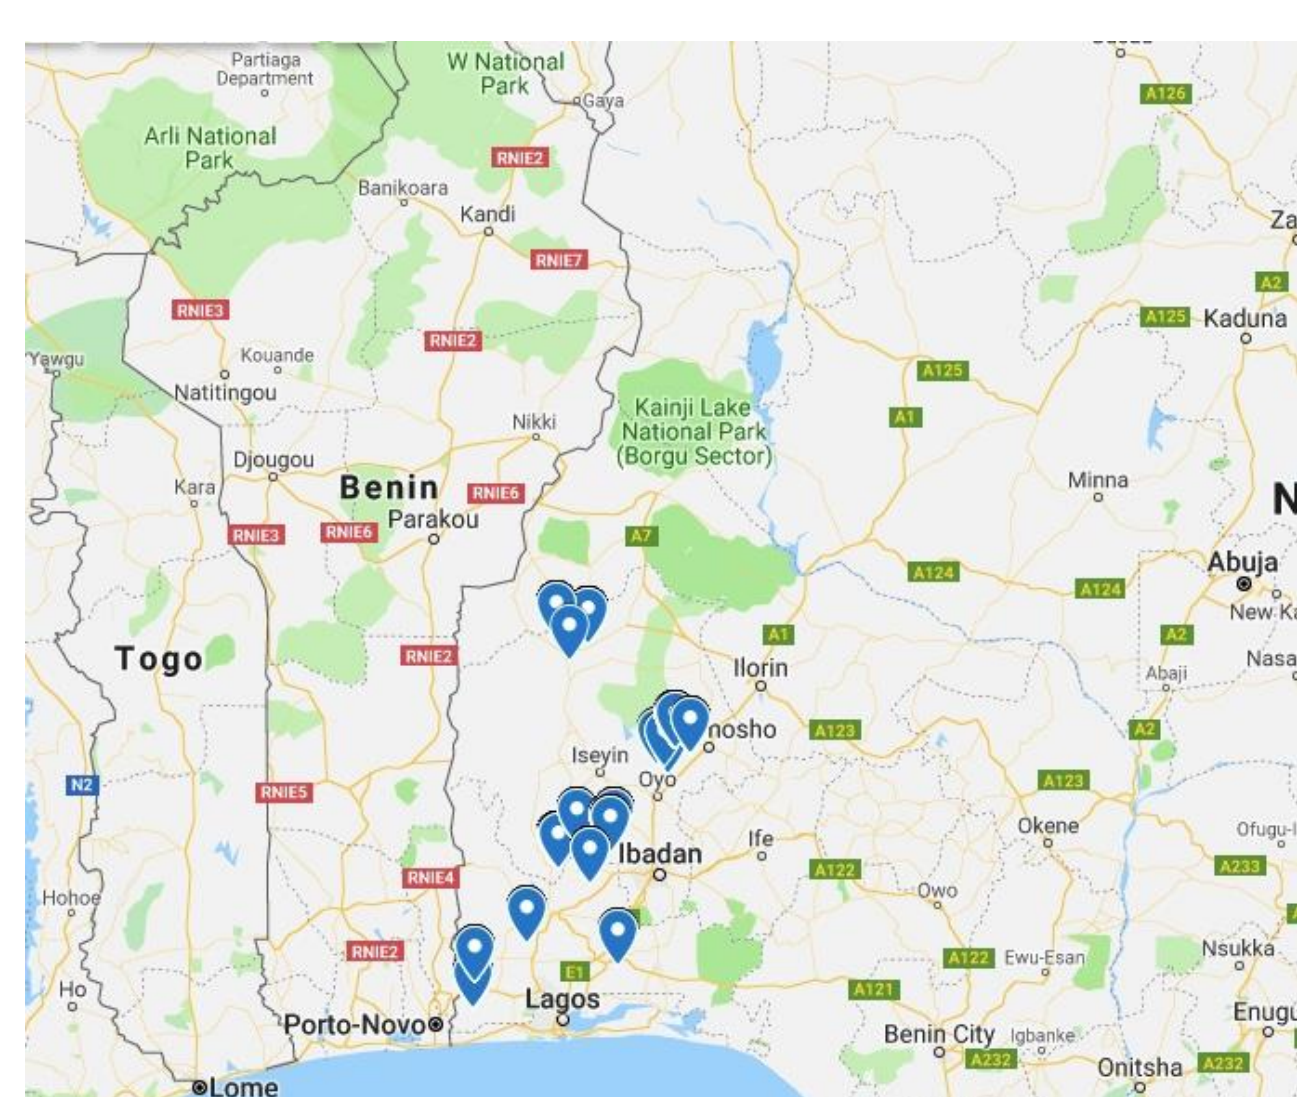 Partiaga
Department
W National
Park
Gaya
A126
Arli National
Park
RNIE2
Banikoara
Kandi
Za
RNIE7
A2
RNIE3
A125
Kaduna
RNIE2
Yawgu
Kouande
A125
Natitingou
Kainji Lake
National Park
(Borgu Sector)
A1
Nikki
Djougou
Kara
Benin
RNIE6
Minna
N
Parakou
RNIE3
RNIE6
A7
Abuja
A124
A124
New Ka
A1
A2
Togo
RNIE2
Ilorin
Nasa
Abaji
nosho
A123
A2
Iseyin
Oyo
N2
RNIE5
A123
Okene
Ofugu-I
Ife
Ibadan
A122
A233
RNIE4
Owo
Hohoe
RNIE2
A122
Ewu-Esan
Nsukka
E1
Ho
A121
Lagos
Enugu
Porto-Novo
Benin City
Igbanke
A232
Onitsha
A232
Lome